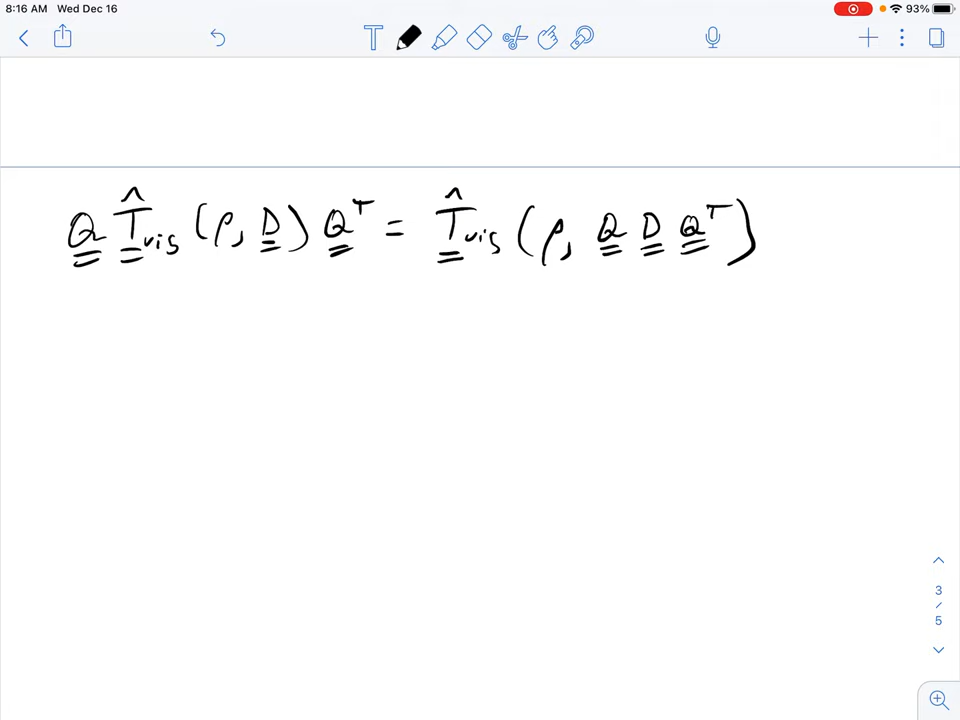 8:16 AM Wed Dec 16
93%
Q T̂vis (ρ, D) Qᵀ = T̂vis (ρ, Q D Qᵀ)
3
/
5